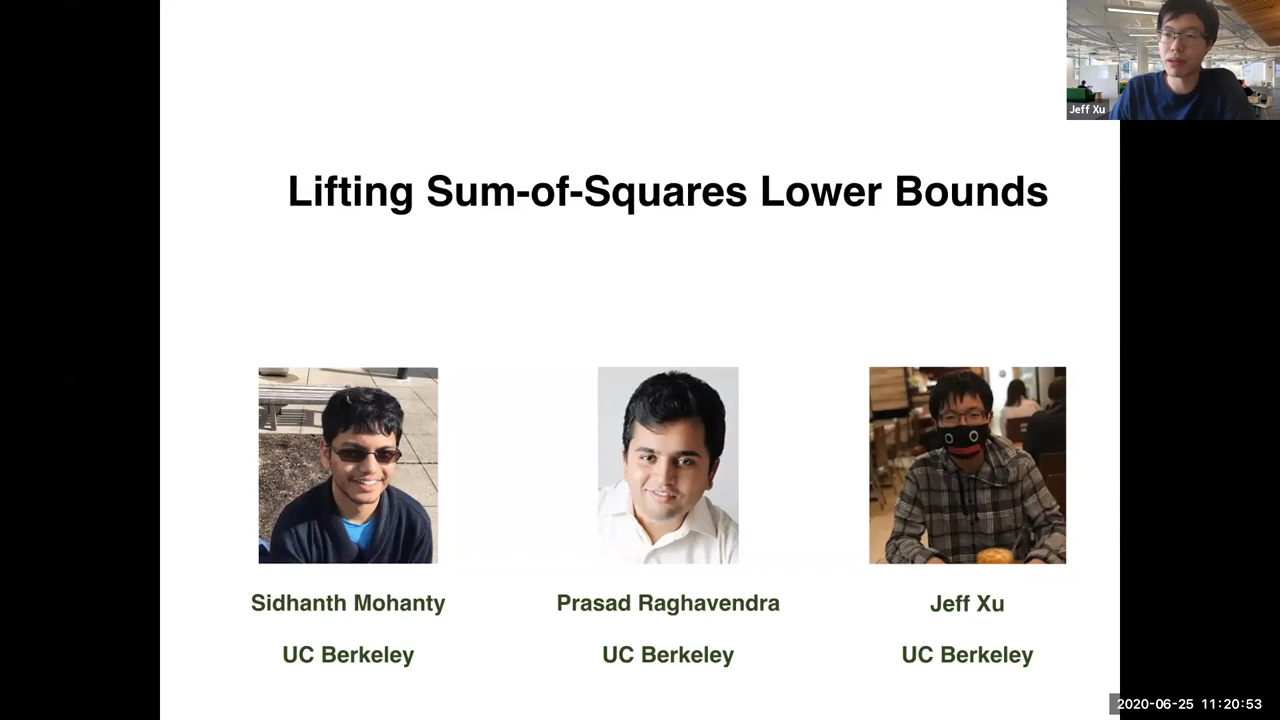 Jeff Xu
Lifting Sum-of-Squares Lower Bounds
Sidhanth Mohanty
Prasad Raghavendra
Jeff Xu
UC Berkeley
UC Berkeley
UC Berkeley
2020-06-25 11:20:53